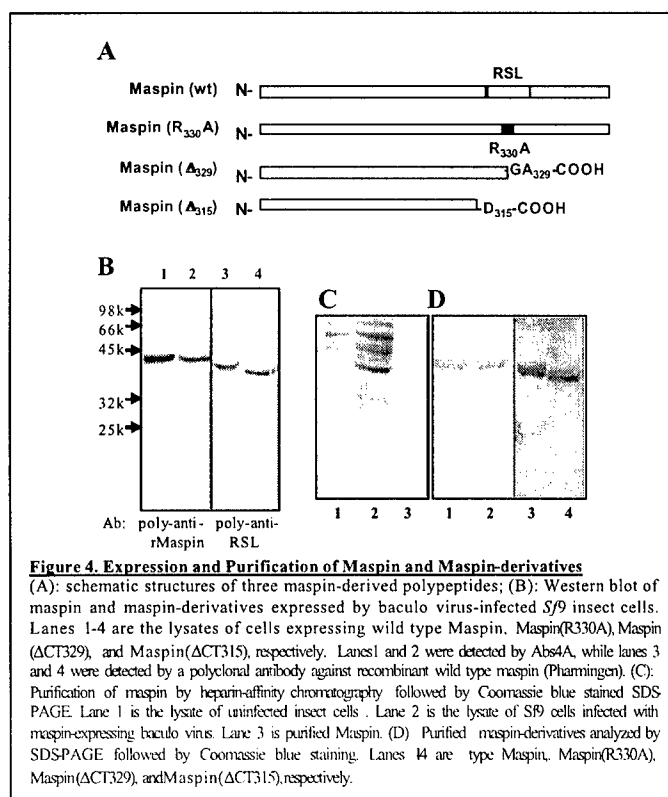 A
RSL
Maspin (wt) N-
Maspin (R330A) N-
R330A
Maspin (Δ329) N- GA329-COOH
Maspin (Δ315) N- D315-COOH
B 1 2 3 4 C D
98k
66k
45k
32k
25k
1 2 3 1 2 3 4
Ab: poly-anti- poly-anti-
rMaspin RSL
Figure 4. Expression and Purification of Maspin and Maspin-derivatives
(A): schematic structures of three maspin-derived polypeptides; (B): Western blot of
maspin and maspin-derivatives expressed by baculo virus-infected Sf9 insect cells.
Lanes 1-4 are the lysates of cells expressing wild type Maspin, Maspin(R330A), Maspin
(ΔCT329), and Maspin(ΔCT315), respectively. Lanes1 and 2 were detected by Abs4A, while lanes 3
and 4 were detected by a polyclonal antibody against recombinant wild type maspin (Pharmingen). (C):
Purification of maspin by heparin-affinity chromatography followed by Coomassie blue stained SDS-
PAGE. Lane 1 is the lysate of uninfected insect cells . Lane 2 is the lysate of Sf9 cells infected with
maspin-expressing baculo virus. Lane 3 is purified Maspin. (D) Purified maspin-derivatives analyzed by
SDS-PAGE followed by Coomassie blue staining. Lanes 14 are type Maspin,. Maspin(R330A),
Maspin(ΔCT329), andMaspin(ΔCT315),respectively.